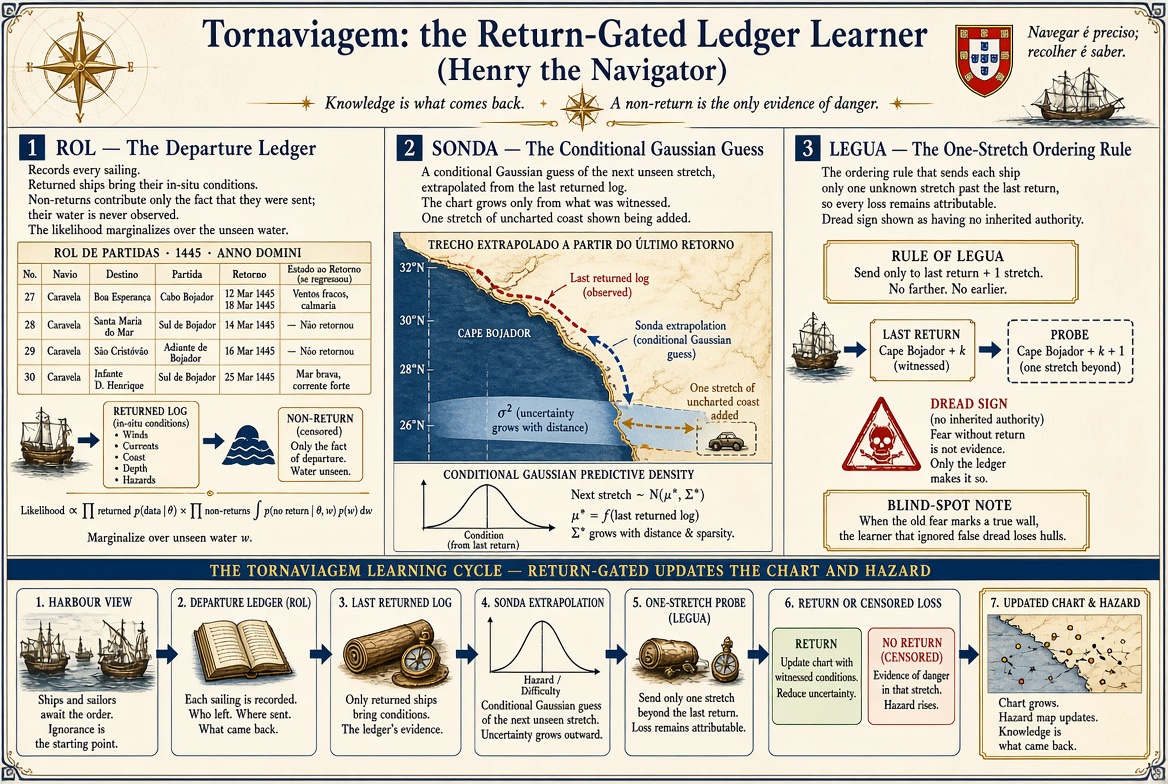 Tornaviagem: the Return-Gated Ledger Learner
(Henry the Navigator)
Knowledge is what comes back.
A non-return is the only evidence of danger.
Navegar é preciso;
recolher é saber.
R
E
E
V
1 ROL — The Departure Ledger
Records every sailing.
Returned ships bring their in-situ conditions.
Non-returns contribute only the fact that they were sent;
their water is never observed.
The likelihood marginalizes over the unseen water.
ROL DE PARTIDAS · 1445 · ANNO DOMINI
No. Navio Destino Partida Retorno Estado ao Retorno
(se regressou)
27 Caravela Boa Esperança Cabo Bojador 12 Mar 1445 Ventos fracos,
18 Mar 1445 calmaria
28 Caravela Santa Maria Sul de Bojador 14 Mar 1445 — Não retornou
do Mar
29 Caravela São Cristóvão Adiante de 16 Mar 1445 — Não retornou
Bojador
30 Caravela Infante Sul de Bojador 25 Mar 1445 Mar brava,
D. Henrique corrente forte
RETURNED LOG
(in-situ conditions)
• Winds
• Currents
• Coast
• Depth
• Hazards
NON-RETURN
(censored)
Only the fact
of departure.
Water unseen.
Likelihood ∝ ∏ returned p(data | θ) × ∏ non-returns ∫ p(no return | θ, w) p(w) dw
Marginalize over unseen water w.
2 SONDA — The Conditional Gaussian Guess
A conditional Gaussian guess of the next unseen stretch,
extrapolated from the last returned log.
The chart grows only from what was witnessed.
One stretch of uncharted coast shown being added.
TRECHO EXTRAPOLADO A PARTIR DO ÚLTIMO RETORNO
32°N
30°N
28°N
26°N
Last returned log
(observed)
CAPE BOJADOR
Sonda extrapolation
(conditional Gaussian
guess)
One stretch of
uncharted coast
added
σ² (uncertainty
grows with distance)
CONDITIONAL GAUSSIAN PREDICTIVE DENSITY
Condition
(from last return)
Next stretch ~ N(μ*, Σ*)
μ* = f(last returned log)
Σ* grows with distance & sparsity.
3 LEGUA — The One-Stretch Ordering Rule
The ordering rule that sends each ship
only one unknown stretch past the last return,
so every loss remains attributable.
Dread sign shown as having no inherited authority.
RULE OF LEGUA
Send only to last return + 1 stretch.
No farther. No earlier.
LAST RETURN
Cape Bojador + k
(witnessed)
PROBE
Cape Bojador + k + 1
(one stretch beyond)
DREAD SIGN
(no inherited authority)
Fear without return
is not evidence.
Only the ledger
makes it so.
BLIND-SPOT NOTE
When the old fear marks a true wall,
the learner that ignored false dread loses hulls.
THE TORNAVIAGEM LEARNING CYCLE — RETURN-GATED UPDATES THE CHART AND HAZARD
1. HARBOUR VIEW
Ships and sailors
await the order.
Ignorance is
the starting point.
2. DEPARTURE LEDGER (ROL)
Each sailing is recorded.
Who left. Where sent.
What came back.
3. LAST RETURNED LOG
Only returned ships
bring conditions.
The ledger's evidence.
4. SONDA EXTRAPOLATION
Hazard /
Difficulty
Conditional Gaussian guess
of the next unseen stretch.
Uncertainty grows outward.
5. ONE-STRETCH PROBE
(LEGUA)
Send only one stretch
beyond the last return.
Loss remains attributable.
6. RETURN OR CENSORED LOSS
RETURN
Update chart with
witnessed conditions.
Reduce uncertainty.
NO RETURN
(CENSORED)
Evidence of danger
in that stretch.
Hazard rises.
7. UPDATED CHART & HAZARD
Chart grows.
Hazard map updates.
Knowledge is
what came back.